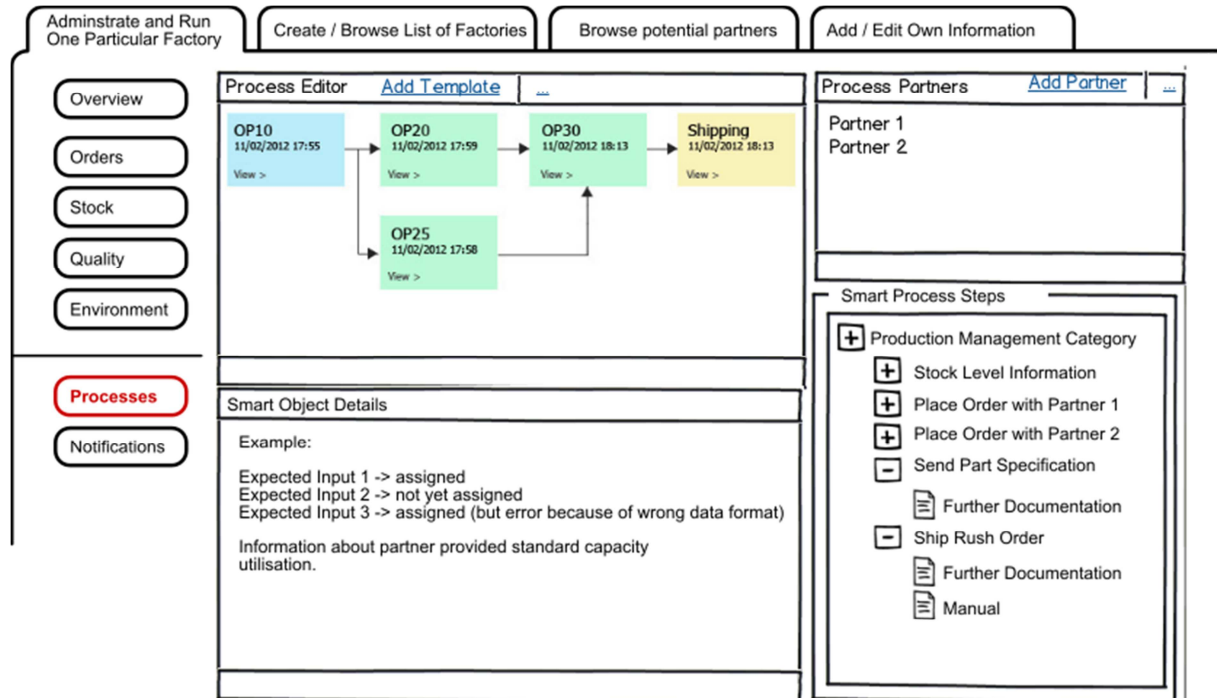 Adminstrate and Run
One Particular Factory
Create / Browse List of Factories
Browse potential partners
Add / Edit Own Information
Overview
Orders
Stock
Quality
Environment
Processes
Notifications
Process Editor
Add Template
...
OP10
11/02/2012 17:55
View >
OP20
11/02/2012 17:59
View >
OP30
11/02/2012 18:13
View >
Shipping
11/02/2012 18:13
View >
OP25
11/02/2012 17:58
View >
Smart Object Details
Example:
Expected Input 1 -> assigned
Expected Input 2 -> not yet assigned
Expected Input 3 -> assigned (but error because of wrong data format)
Information about partner provided standard capacity
utilisation.
Process Partners
Add Partner
...
Partner 1
Partner 2
Smart Process Steps
Production Management Category
Stock Level Information
Place Order with Partner 1
Place Order with Partner 2
Send Part Specification
Further Documentation
Ship Rush Order
Further Documentation
Manual